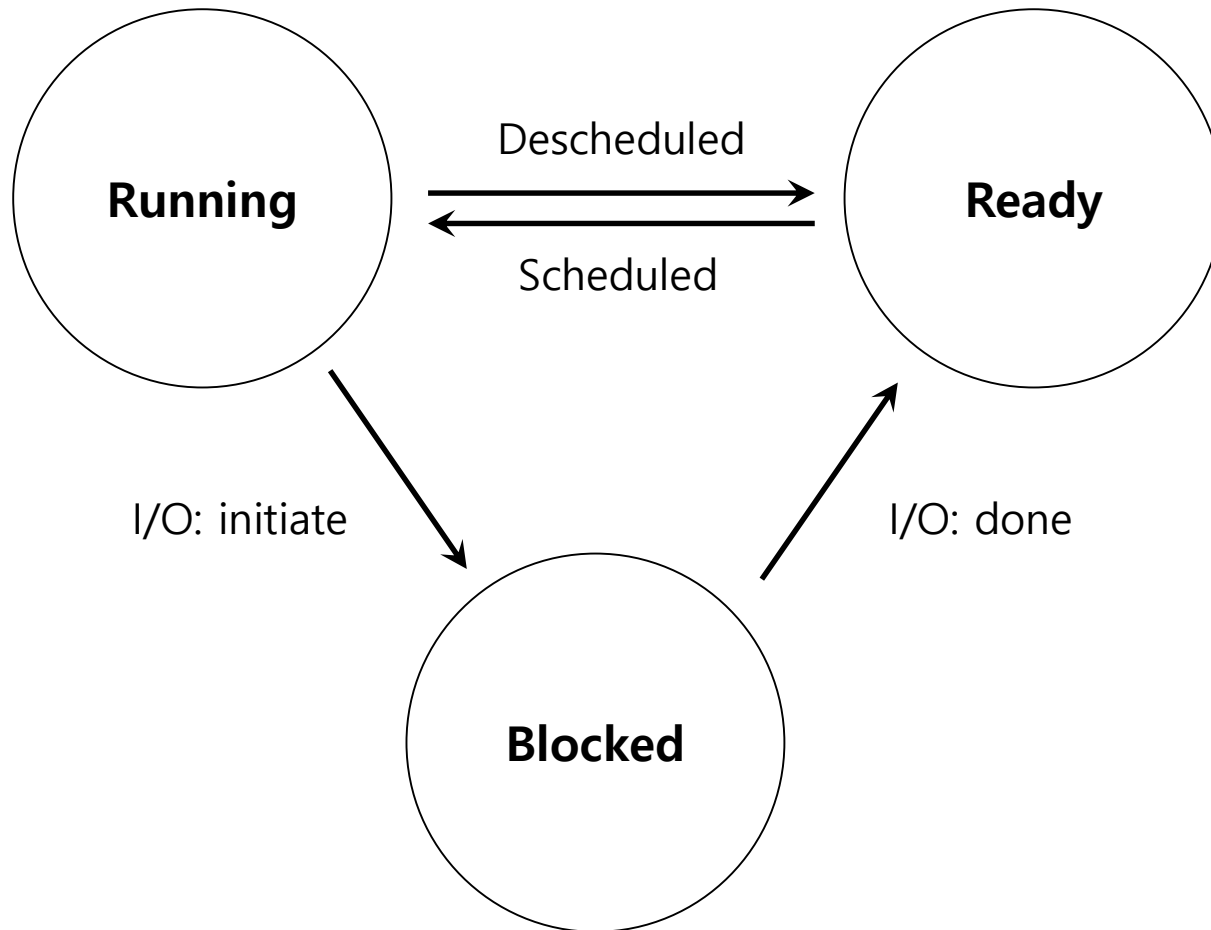 Running
Descheduled
Scheduled
Ready
I/O: initiate
I/O: done
Blocked